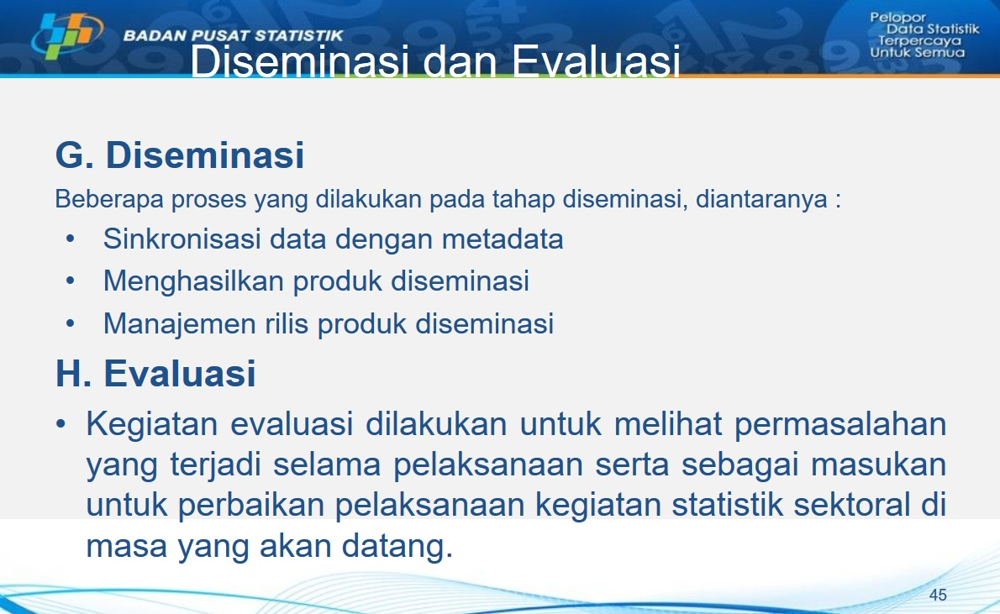 BADAN PUSAT STATISTIK
Pelopor
Data Statistik
Terpercaya
Untuk Semua
Diseminasi dan Evaluasi
G. Diseminasi
Beberapa proses yang dilakukan pada tahap diseminasi, diantaranya :
• Sinkronisasi data dengan metadata
• Menghasilkan produk diseminasi
• Manajemen rilis produk diseminasi
H. Evaluasi
• Kegiatan evaluasi dilakukan untuk melihat permasalahan
yang terjadi selama pelaksanaan serta sebagai masukan
untuk perbaikan pelaksanaan kegiatan statistik sektoral di
masa yang akan datang.
45